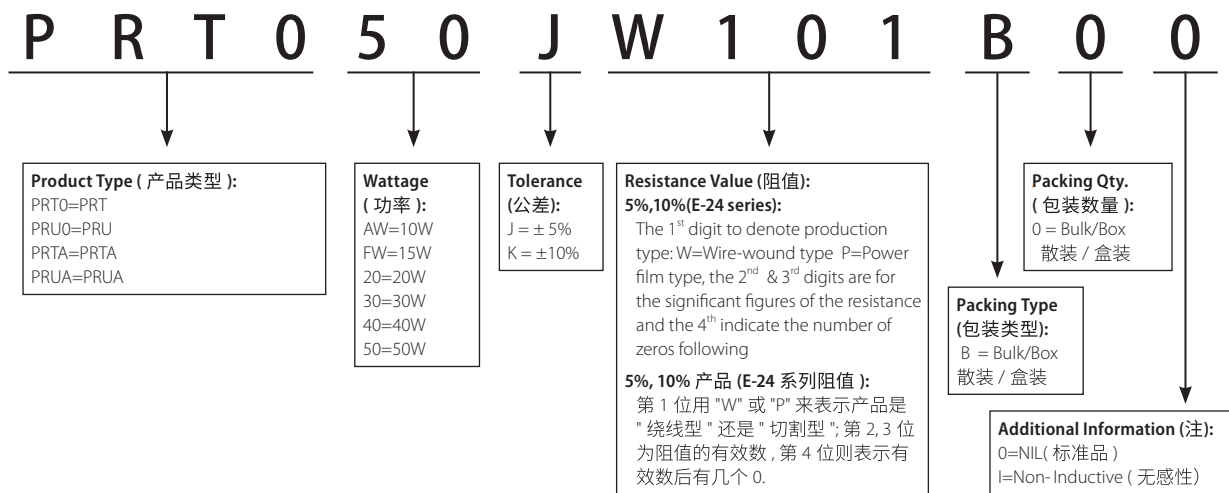 P R T 0 5 0 J W 1 0 1 B 0 0
Product Type ( 产品类型 ):
PRT0=PRT
PRU0=PRU
PRTA=PRTA
PRUA=PRUA
Wattage
( 功率 ):
AW=10W
FW=15W
20=20W
30=30W
40=40W
50=50W
Tolerance
(公差):
J = ± 5%
K = ±10%
Resistance Value (阻值):
5%,10%(E-24 series):
The 1st digit to denote production
type: W=Wire-wound type P=Power
film type, the 2nd & 3rd digits are for
the significant figures of the resistance
and the 4th indicate the number of
zeros following
5%, 10% 产品 (E-24 系列阻值 ):
第 1 位用 "W" 或 "P" 来表示产品是
" 绕线型 " 还是 " 切割型 "; 第 2, 3 位
为阻值的有效数 , 第 4 位则表示有
效数后有几个 0.
Packing Type
(包装类型):
B = Bulk/Box
散装 / 盒装
Packing Qty.
( 包装数量 ):
0 = Bulk/Box
散装 / 盒装
Additional Information (注):
0=NIL( 标准品 )
I=Non- Inductive ( 无感性）